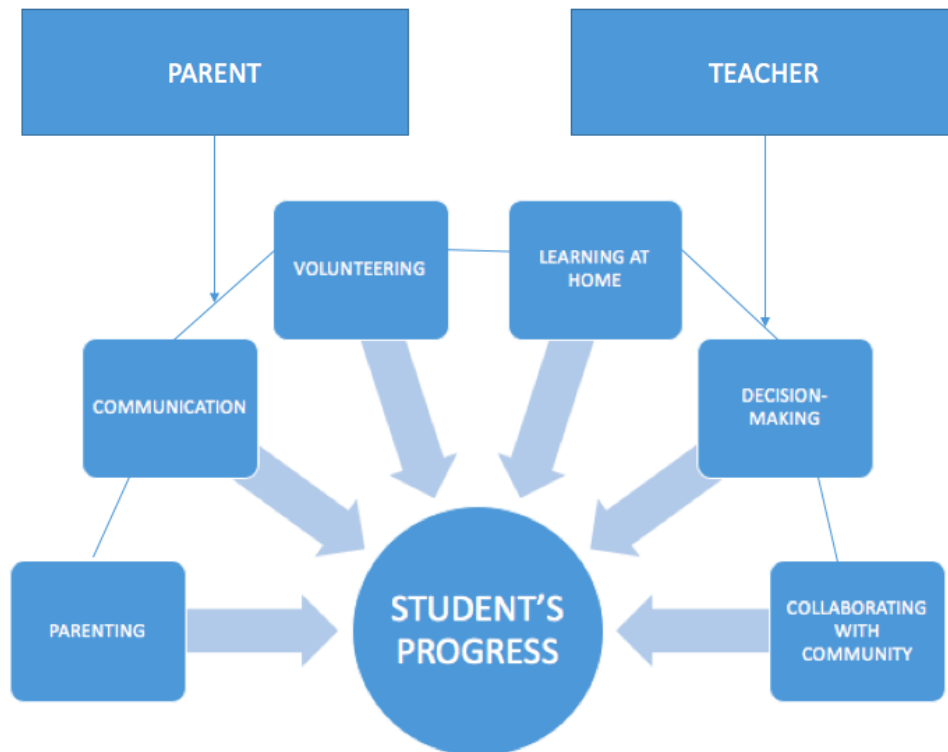 PARENT
TEACHER
VOLUNTEERING
LEARNING AT
HOME
COMMUNICATION
DECISION-
MAKING
PARENTING
STUDENT’S
PROGRESS
COLLABORATING
WITH
COMMUNITY